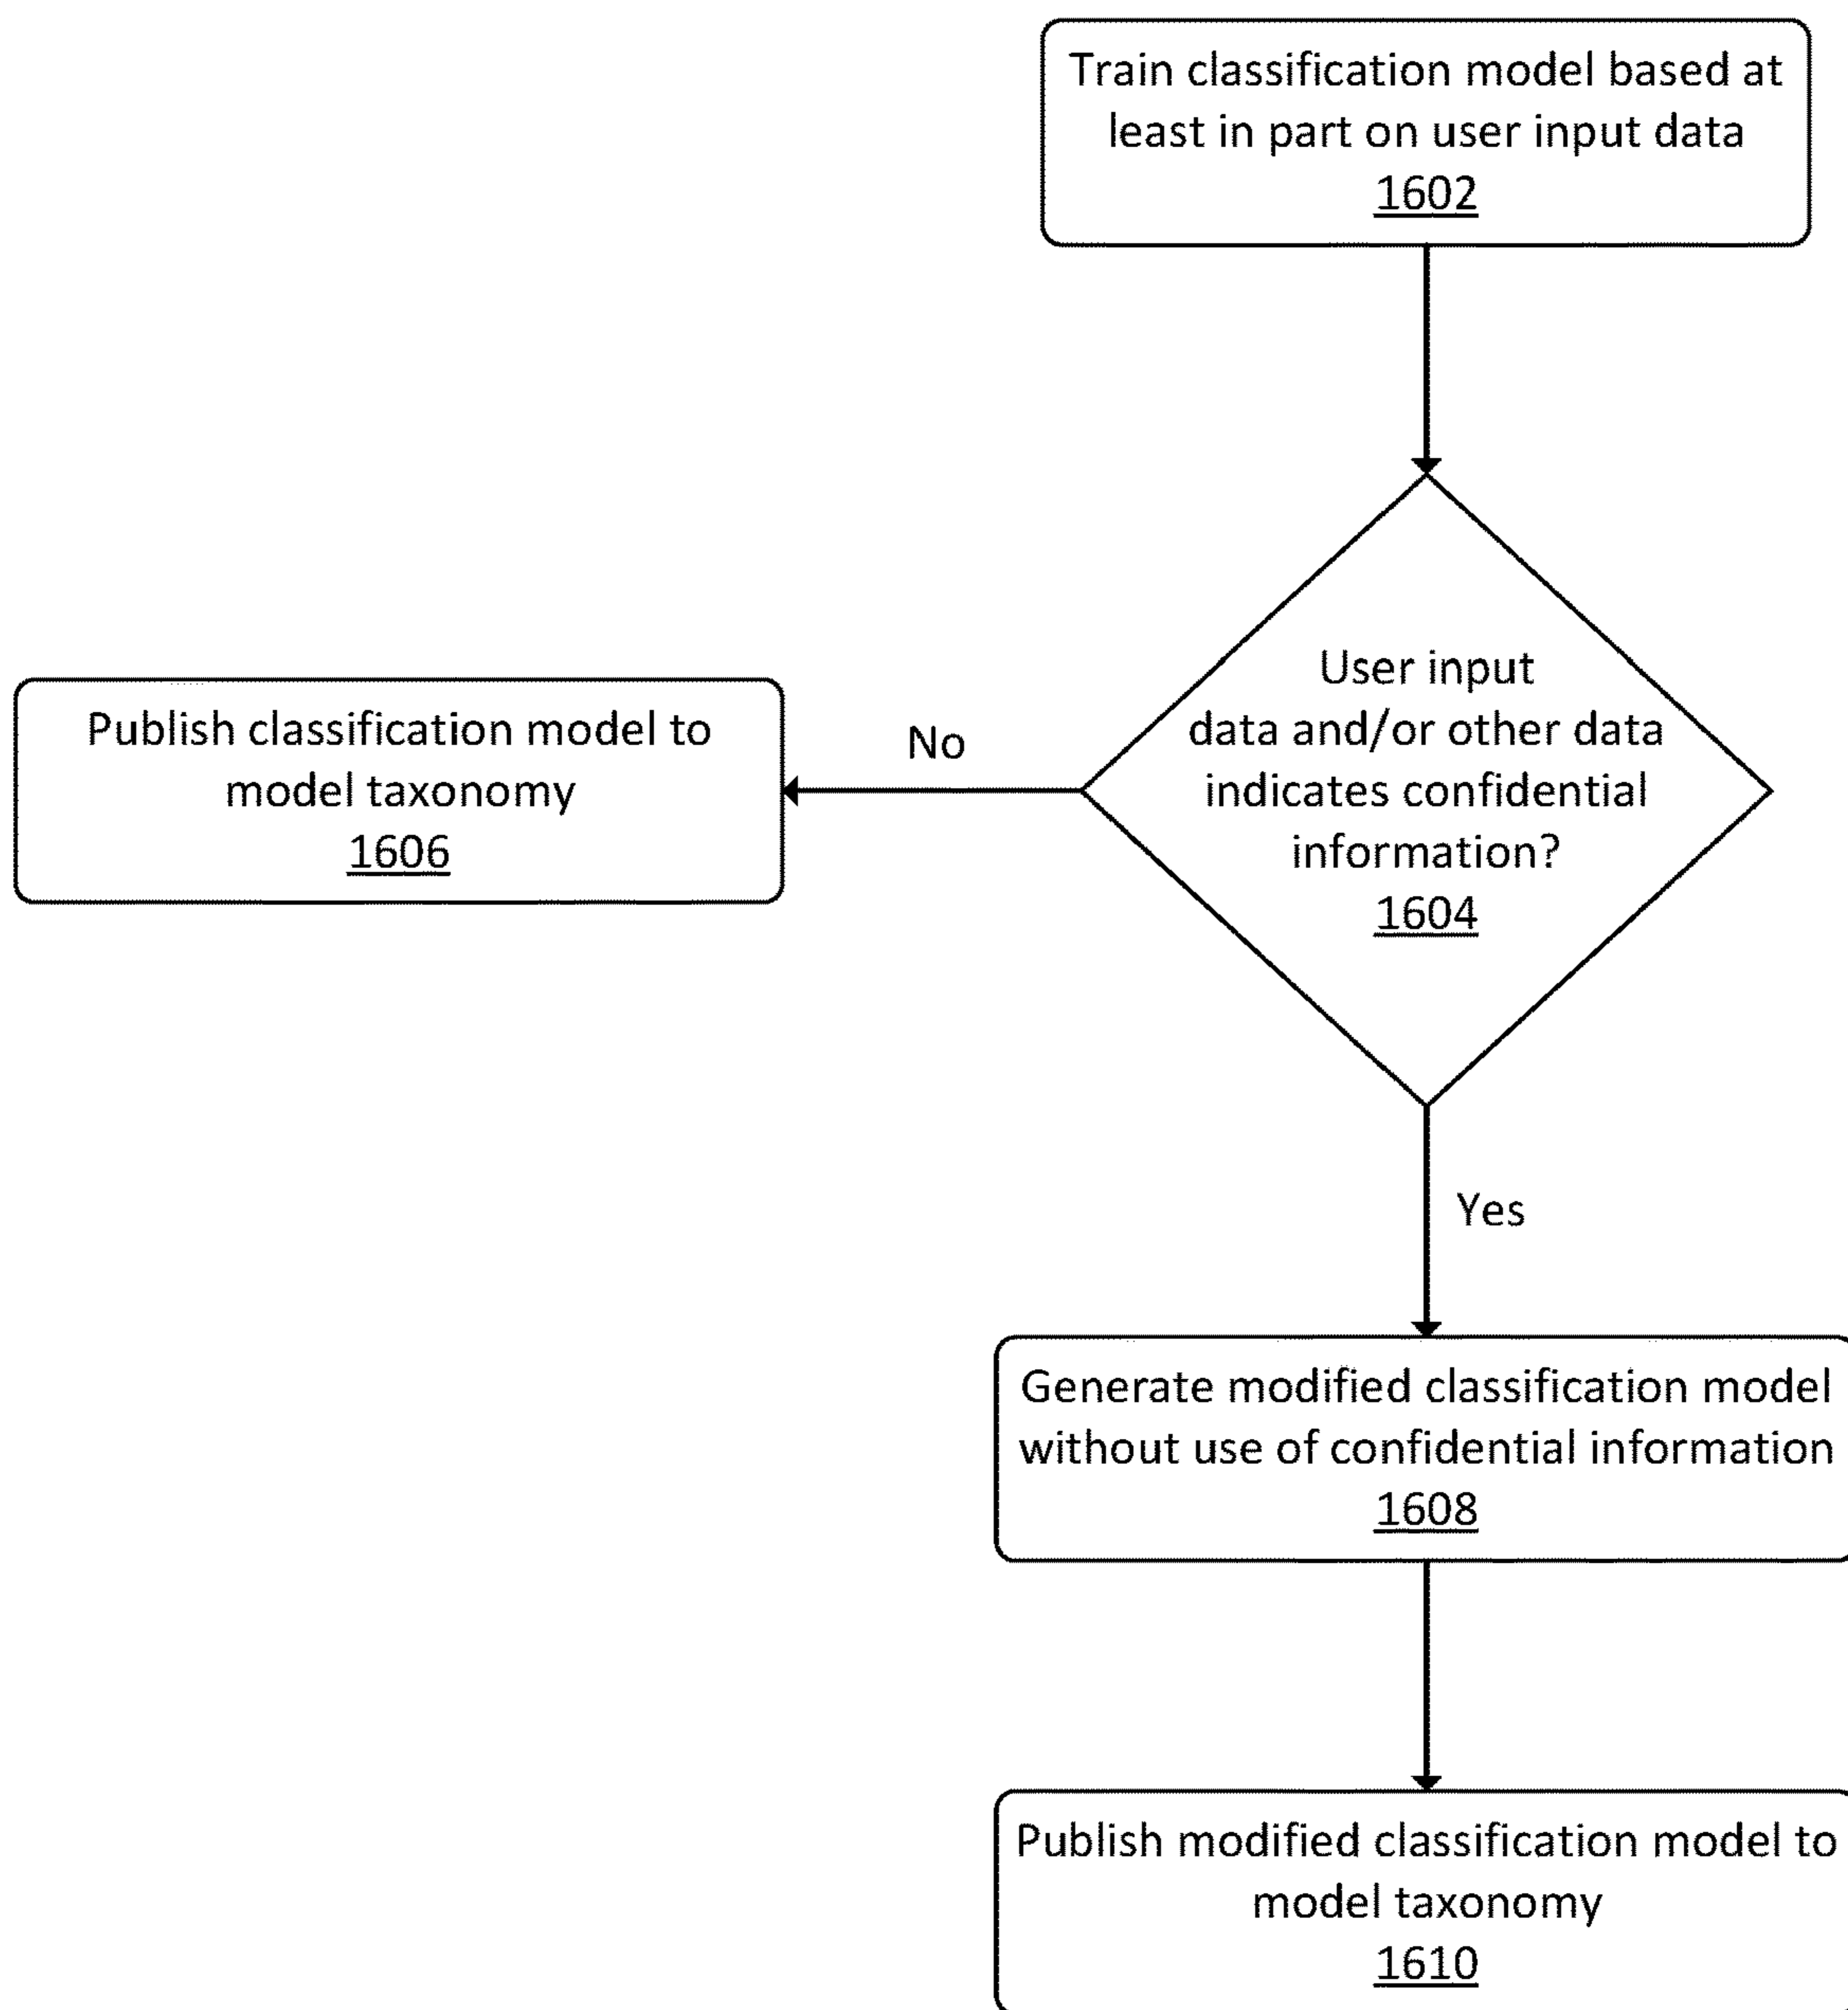 Train classification model based at
least in part on user input data
1602
User input
data and/or other data
indicates confidential
information?
1604
No
Publish classification model to
model taxonomy
1606
Yes
Generate modified classification model
without use of confidential information
1608
Publish modified classification model to
model taxonomy
1610